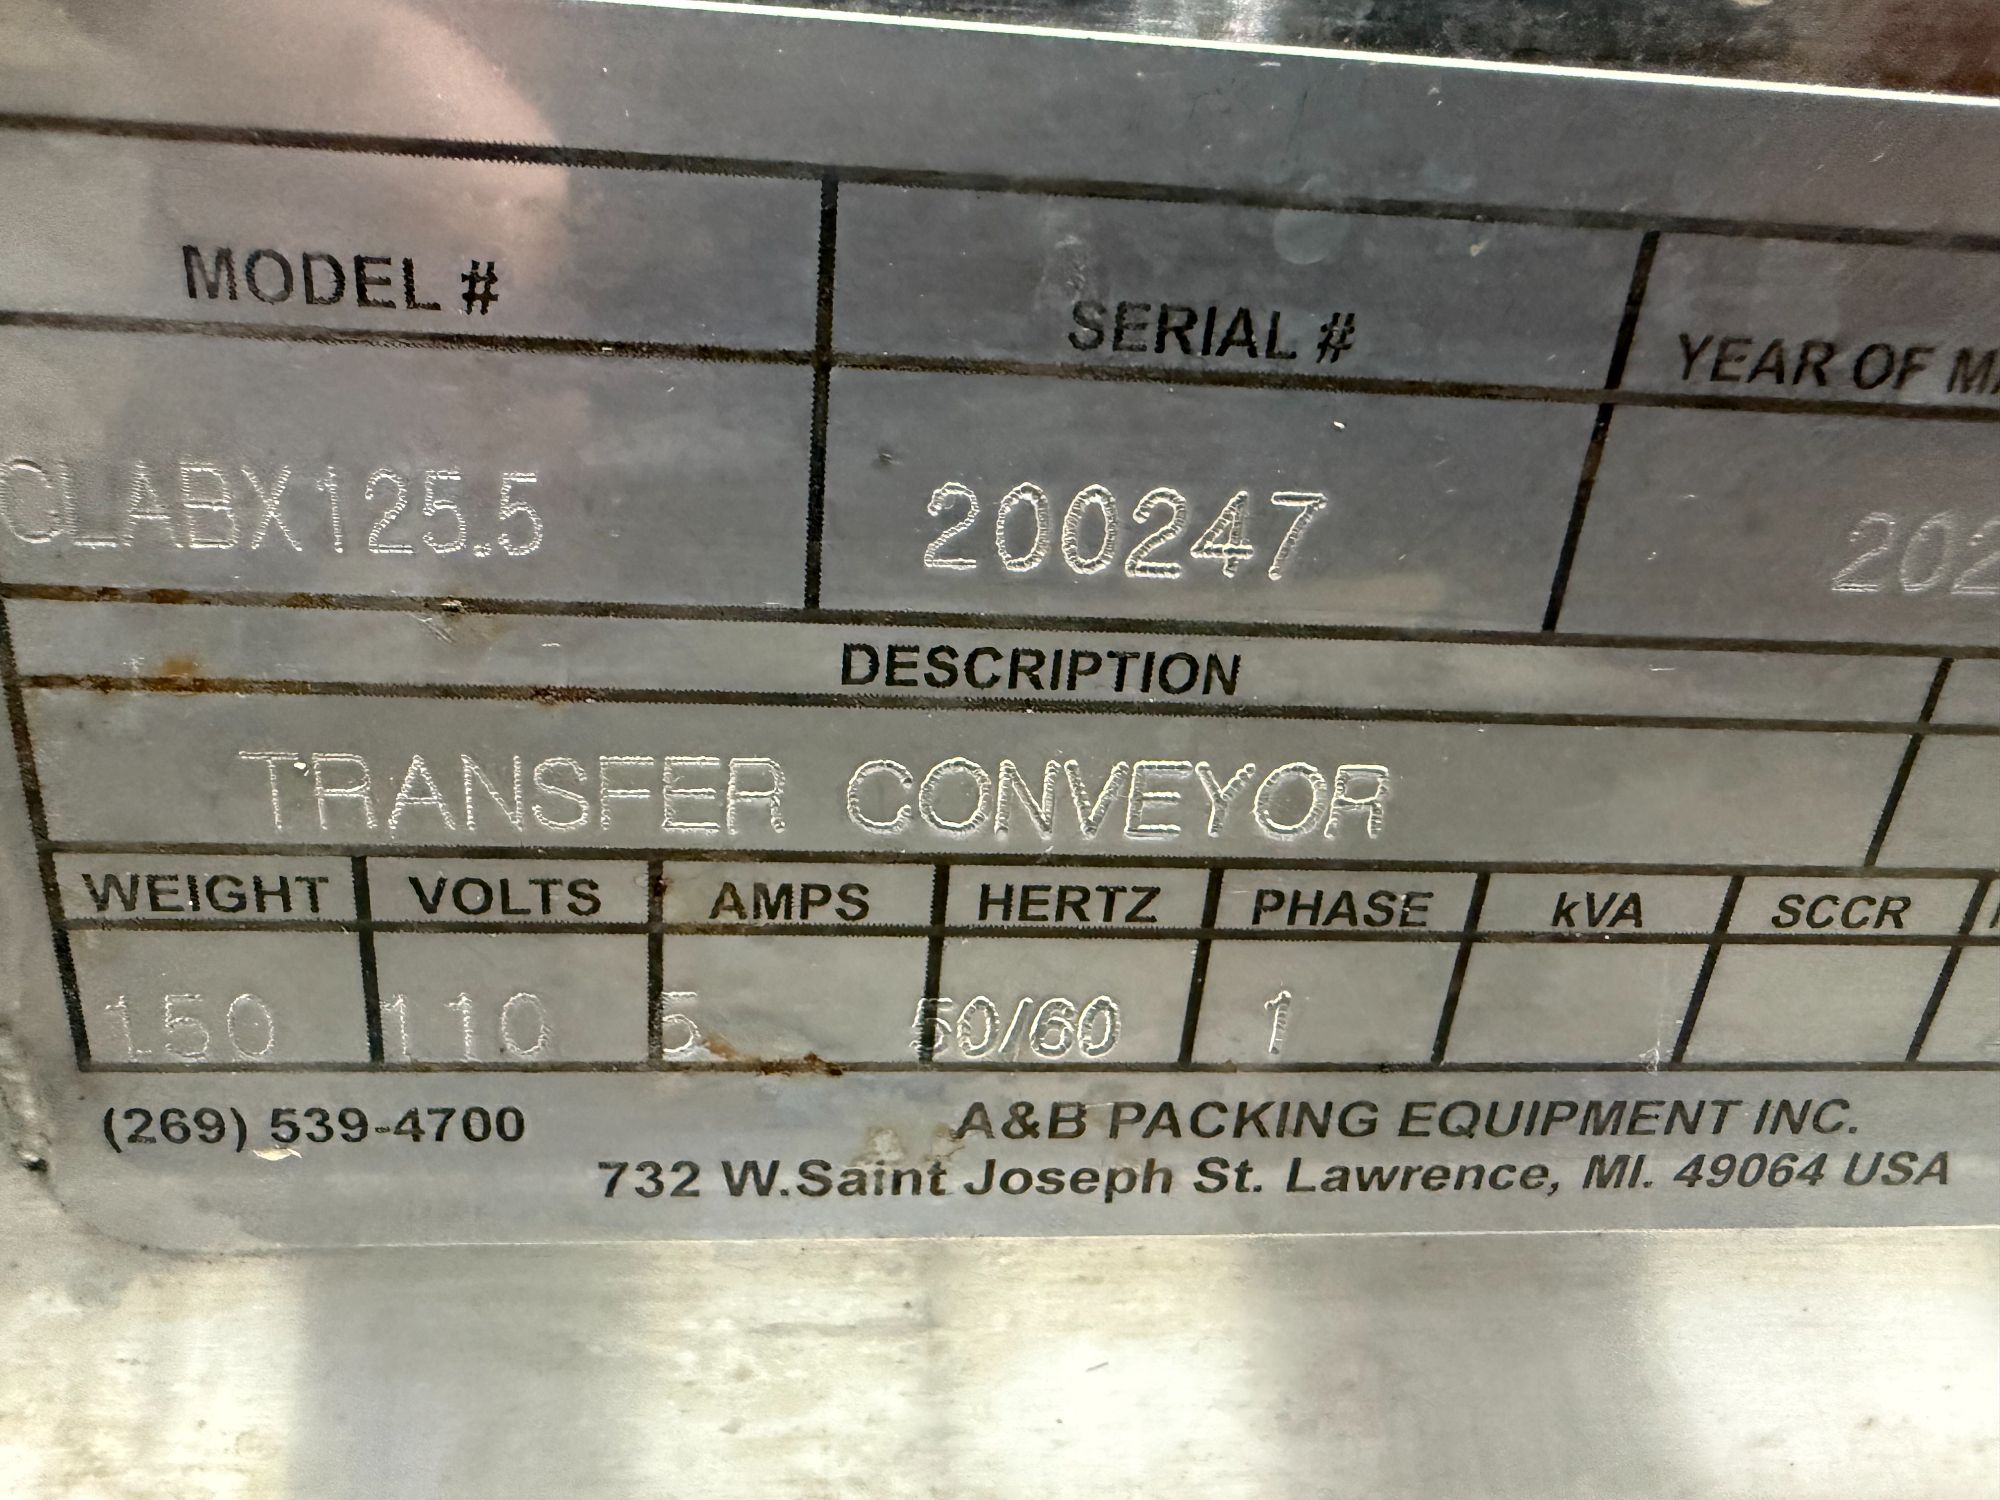 MODEL # SERIAL # YEAR OF
CLABX125.5 200247 202
DESCRIPTION
TRANSFER CONVEYOR
WEIGHT VOLTS AMPS HERTZ PHASE kVA SCCR
150 110 5 50/60 1
(269) 539-4700 A&B PACKING EQUIPMENT INC.
732 W.Saint Joseph St. Lawrence, MI. 49064 USA